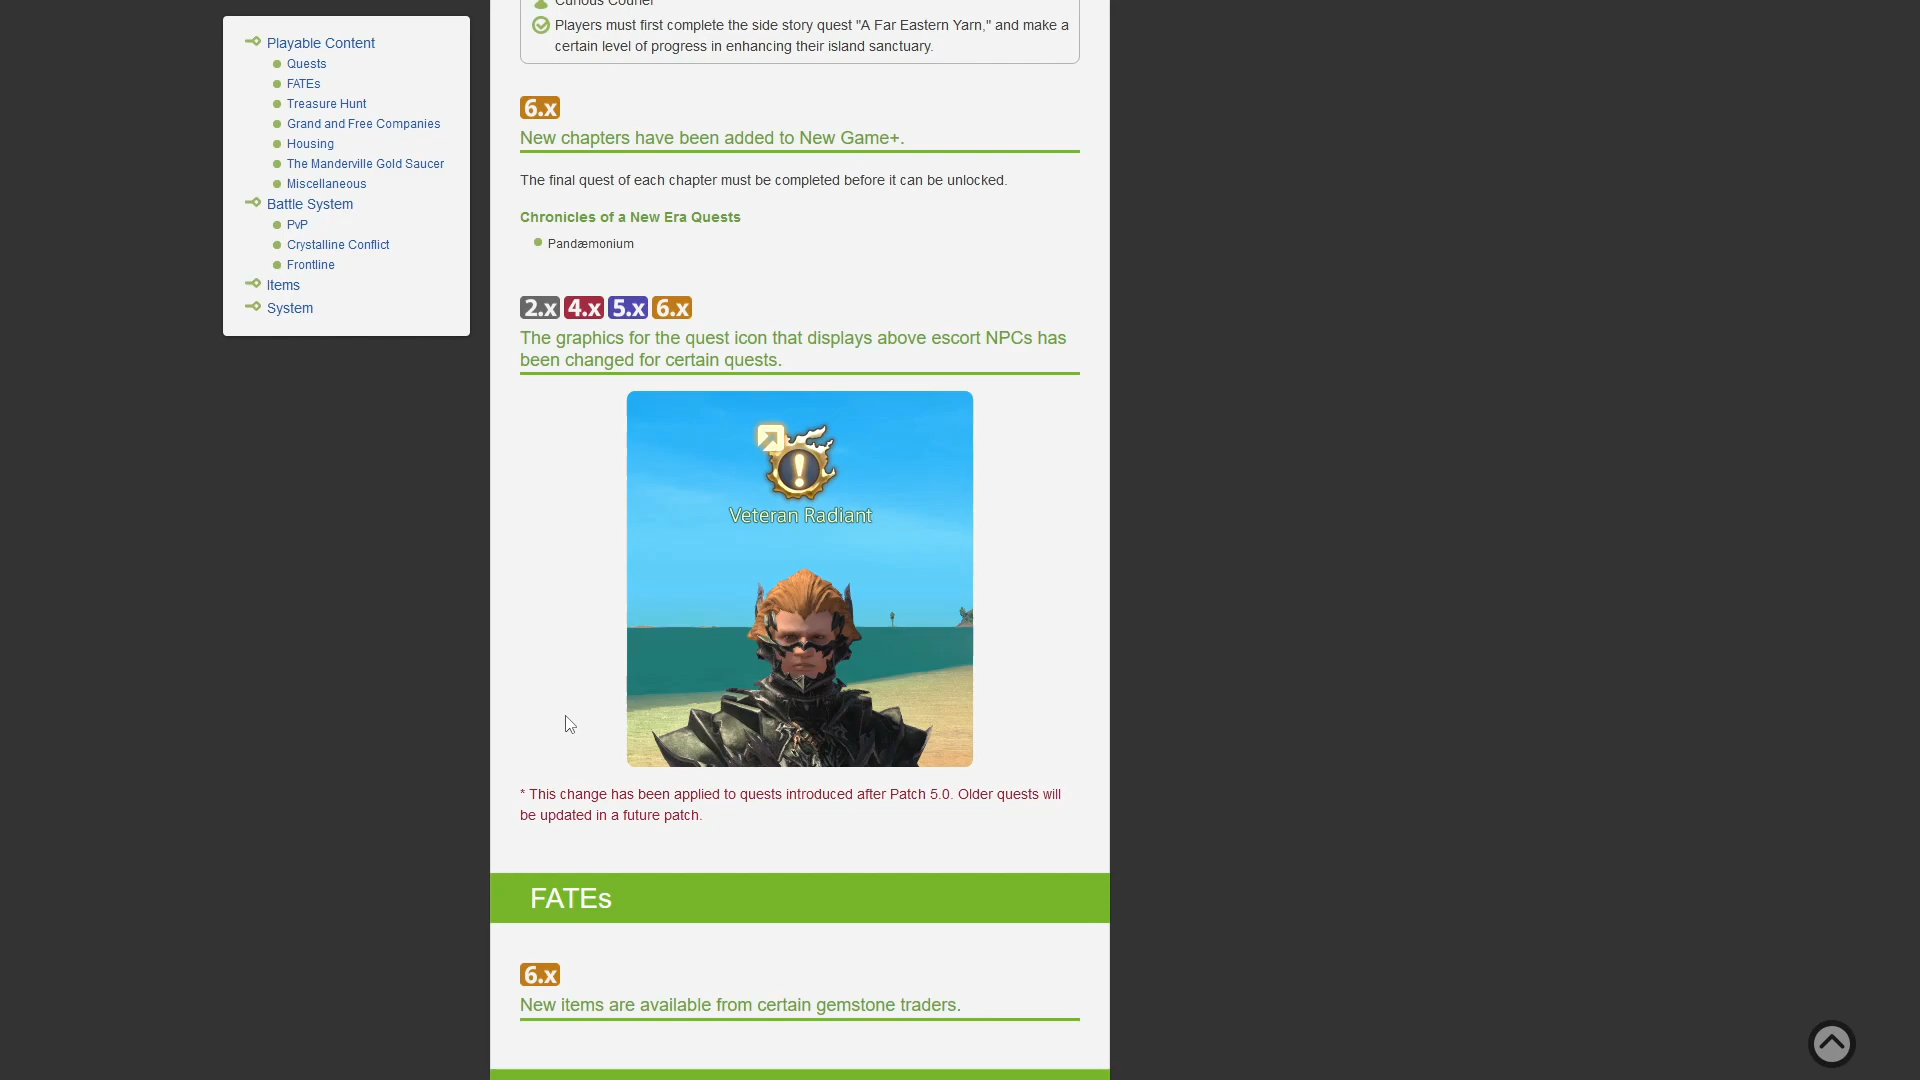 Playable Content
Quests
FATEs
Treasure Hunt
Grand and Free Companies
Housing
The Manderville Gold Saucer
Miscellaneous
Battle System
PvP
Crystalline Conflict
Frontline
Items
System
Curious Courier
Players must first complete the side story quest "A Far Eastern Yarn," and make a
certain level of progress in enhancing their island sanctuary.
6.x
New chapters have been added to New Game+.
The final quest of each chapter must be completed before it can be unlocked.
Chronicles of a New Era Quests
Pandæmonium
2.x 4.x 5.x 6.x
The graphics for the quest icon that displays above escort NPCs has
been changed for certain quests.
Veteran Radiant
* This change has been applied to quests introduced after Patch 5.0. Older quests will
be updated in a future patch.
FATEs
6.x
New items are available from certain gemstone traders.